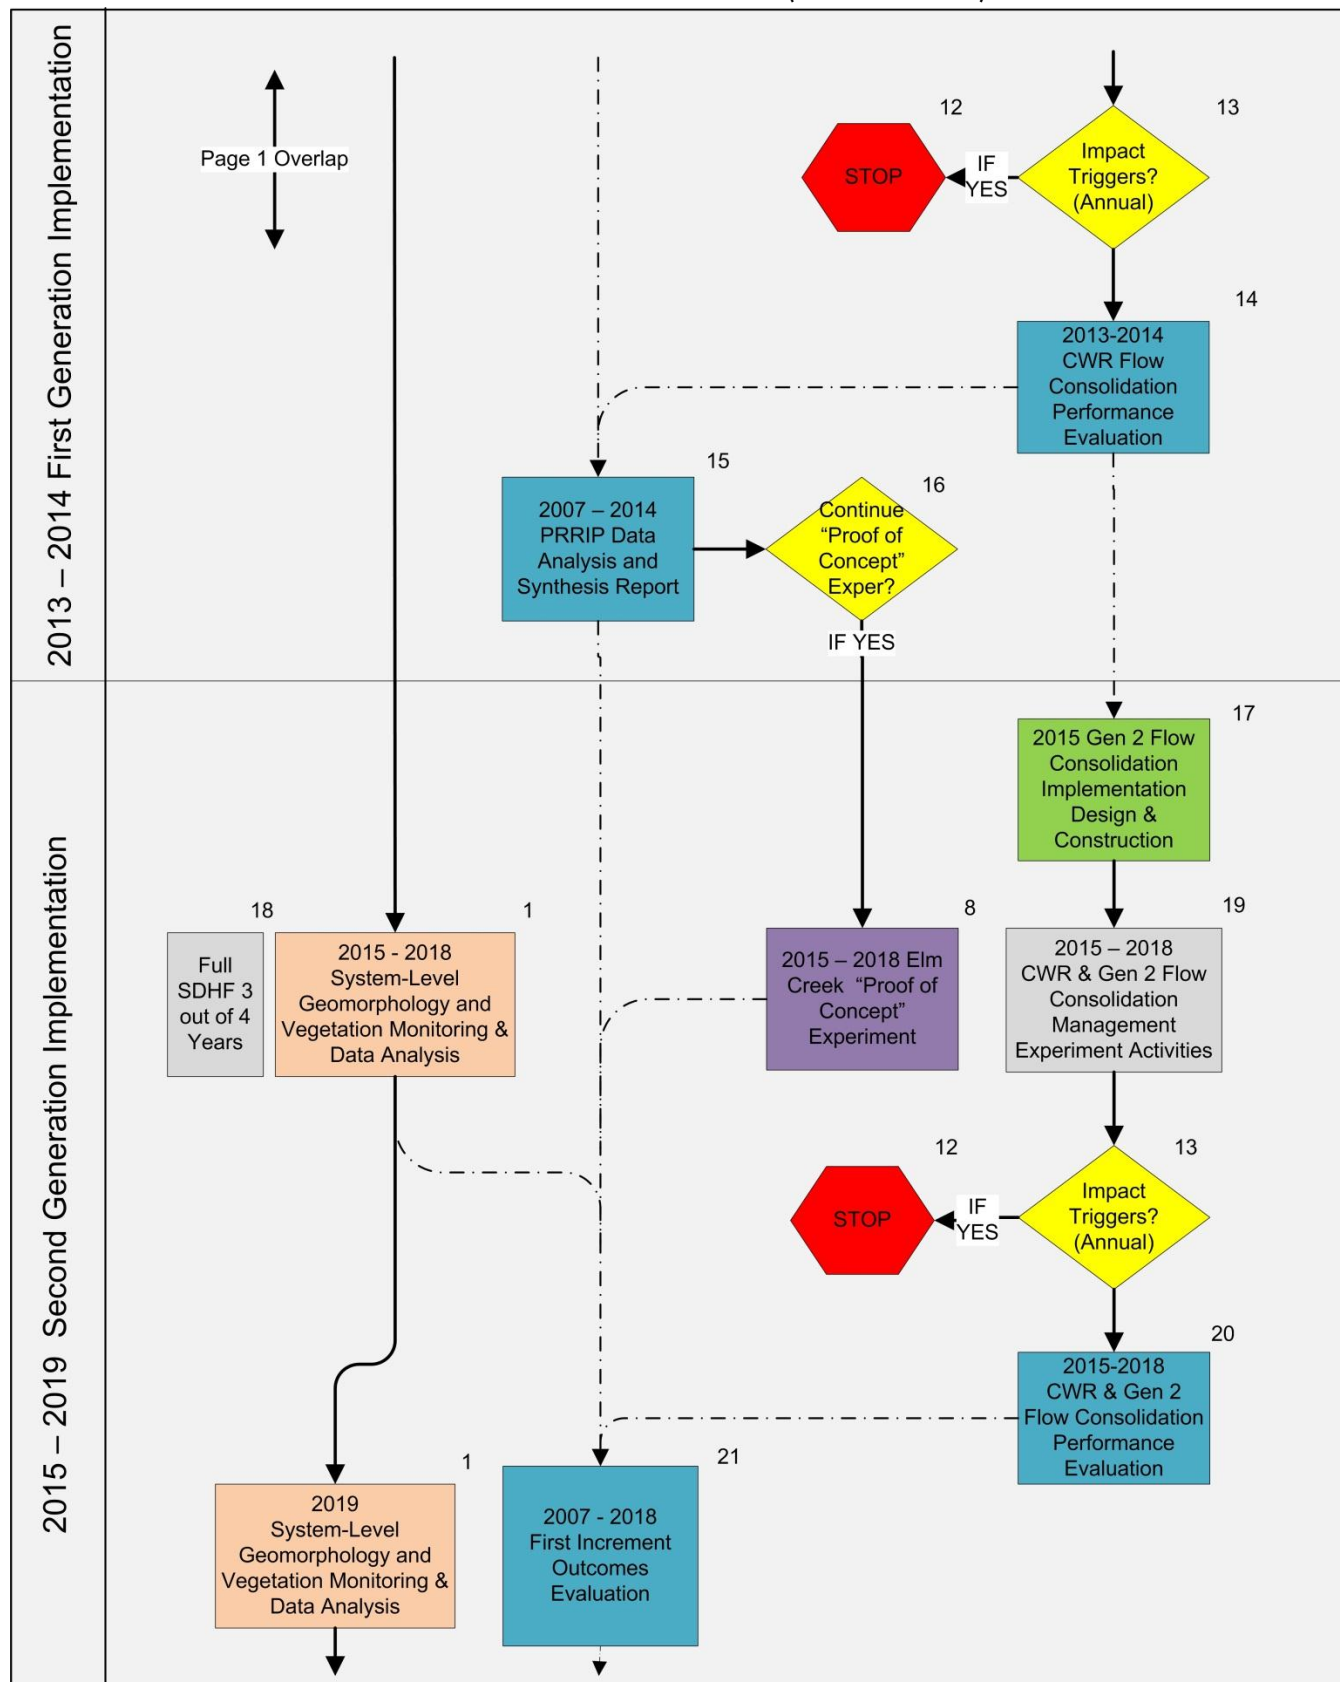 2013 – 2014 First Generation Implementation
Page 1 Overlap
12
STOP
IF
YES
13
Impact
Triggers?
(Annual)
14
2013-2014
CWR Flow
Consolidation
Performance
Evaluation
15
2007 – 2014
PRRIP Data
Analysis and
Synthesis Report
16
Continue
“Proof of
Concept”
Exper?
IF YES
2015 – 2019 Second Generation Implementation
17
2015 Gen 2 Flow
Consolidation
Implementation
Design &
Construction
18
Full
SDHF 3
out of 4
Years
1
2015 - 2018
System-Level
Geomorphology and
Vegetation Monitoring &
Data Analysis
8
2015 – 2018 Elm
Creek “Proof of
Concept”
Experiment
19
2015 – 2018
CWR & Gen 2 Flow
Consolidation
Management
Experiment Activities
12
STOP
IF
YES
13
Impact
Triggers?
(Annual)
20
2015-2018
CWR & Gen 2
Flow Consolidation
Performance
Evaluation
1
2019
System-Level
Geomorphology and
Vegetation Monitoring &
Data Analysis
21
2007 - 2018
First Increment
Outcomes
Evaluation